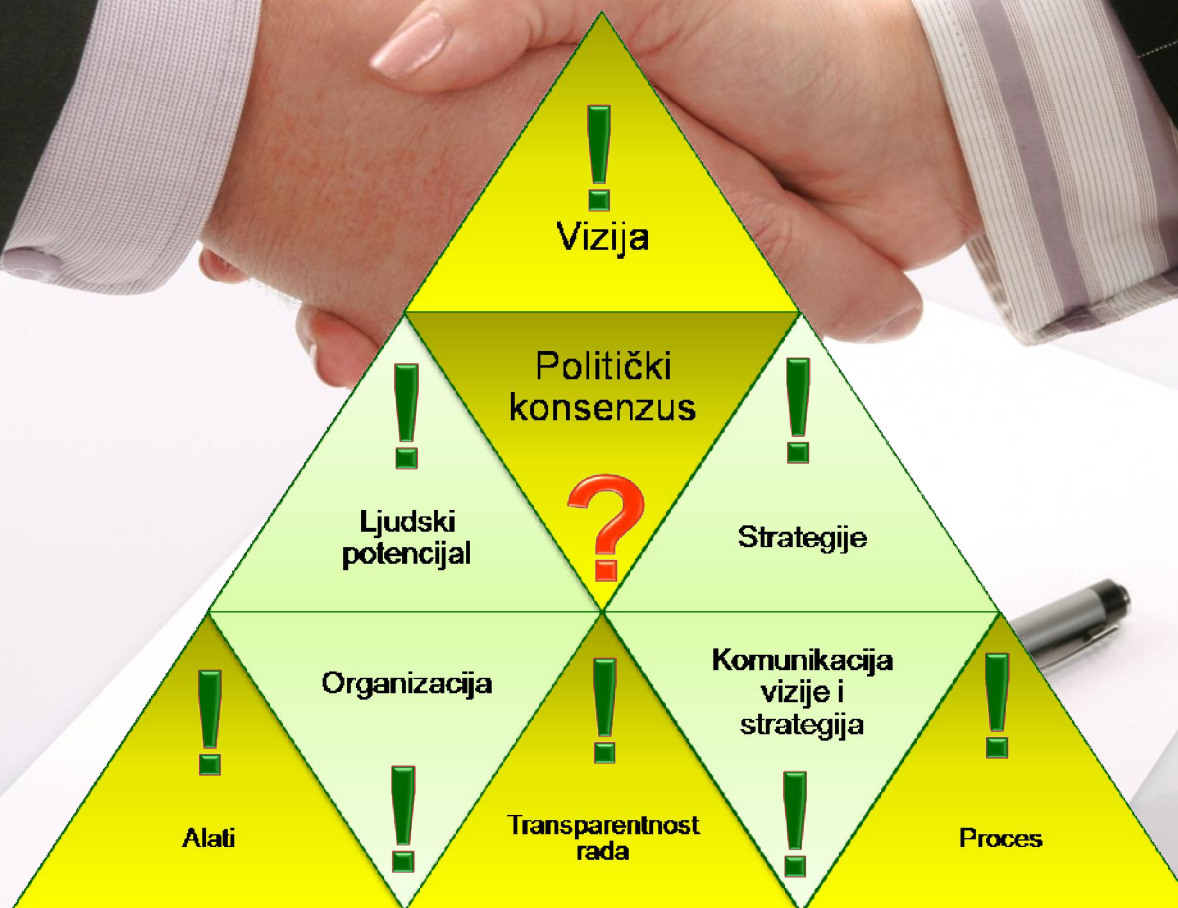 !
Vizija
Politički
konsenzus
?
!
Ljudski
potencijal
!
Strategije
!
Alati
Organizacija
!
!
Transparentnost
rada
Komunikacija
vizije i
strategija
!
!
Proces